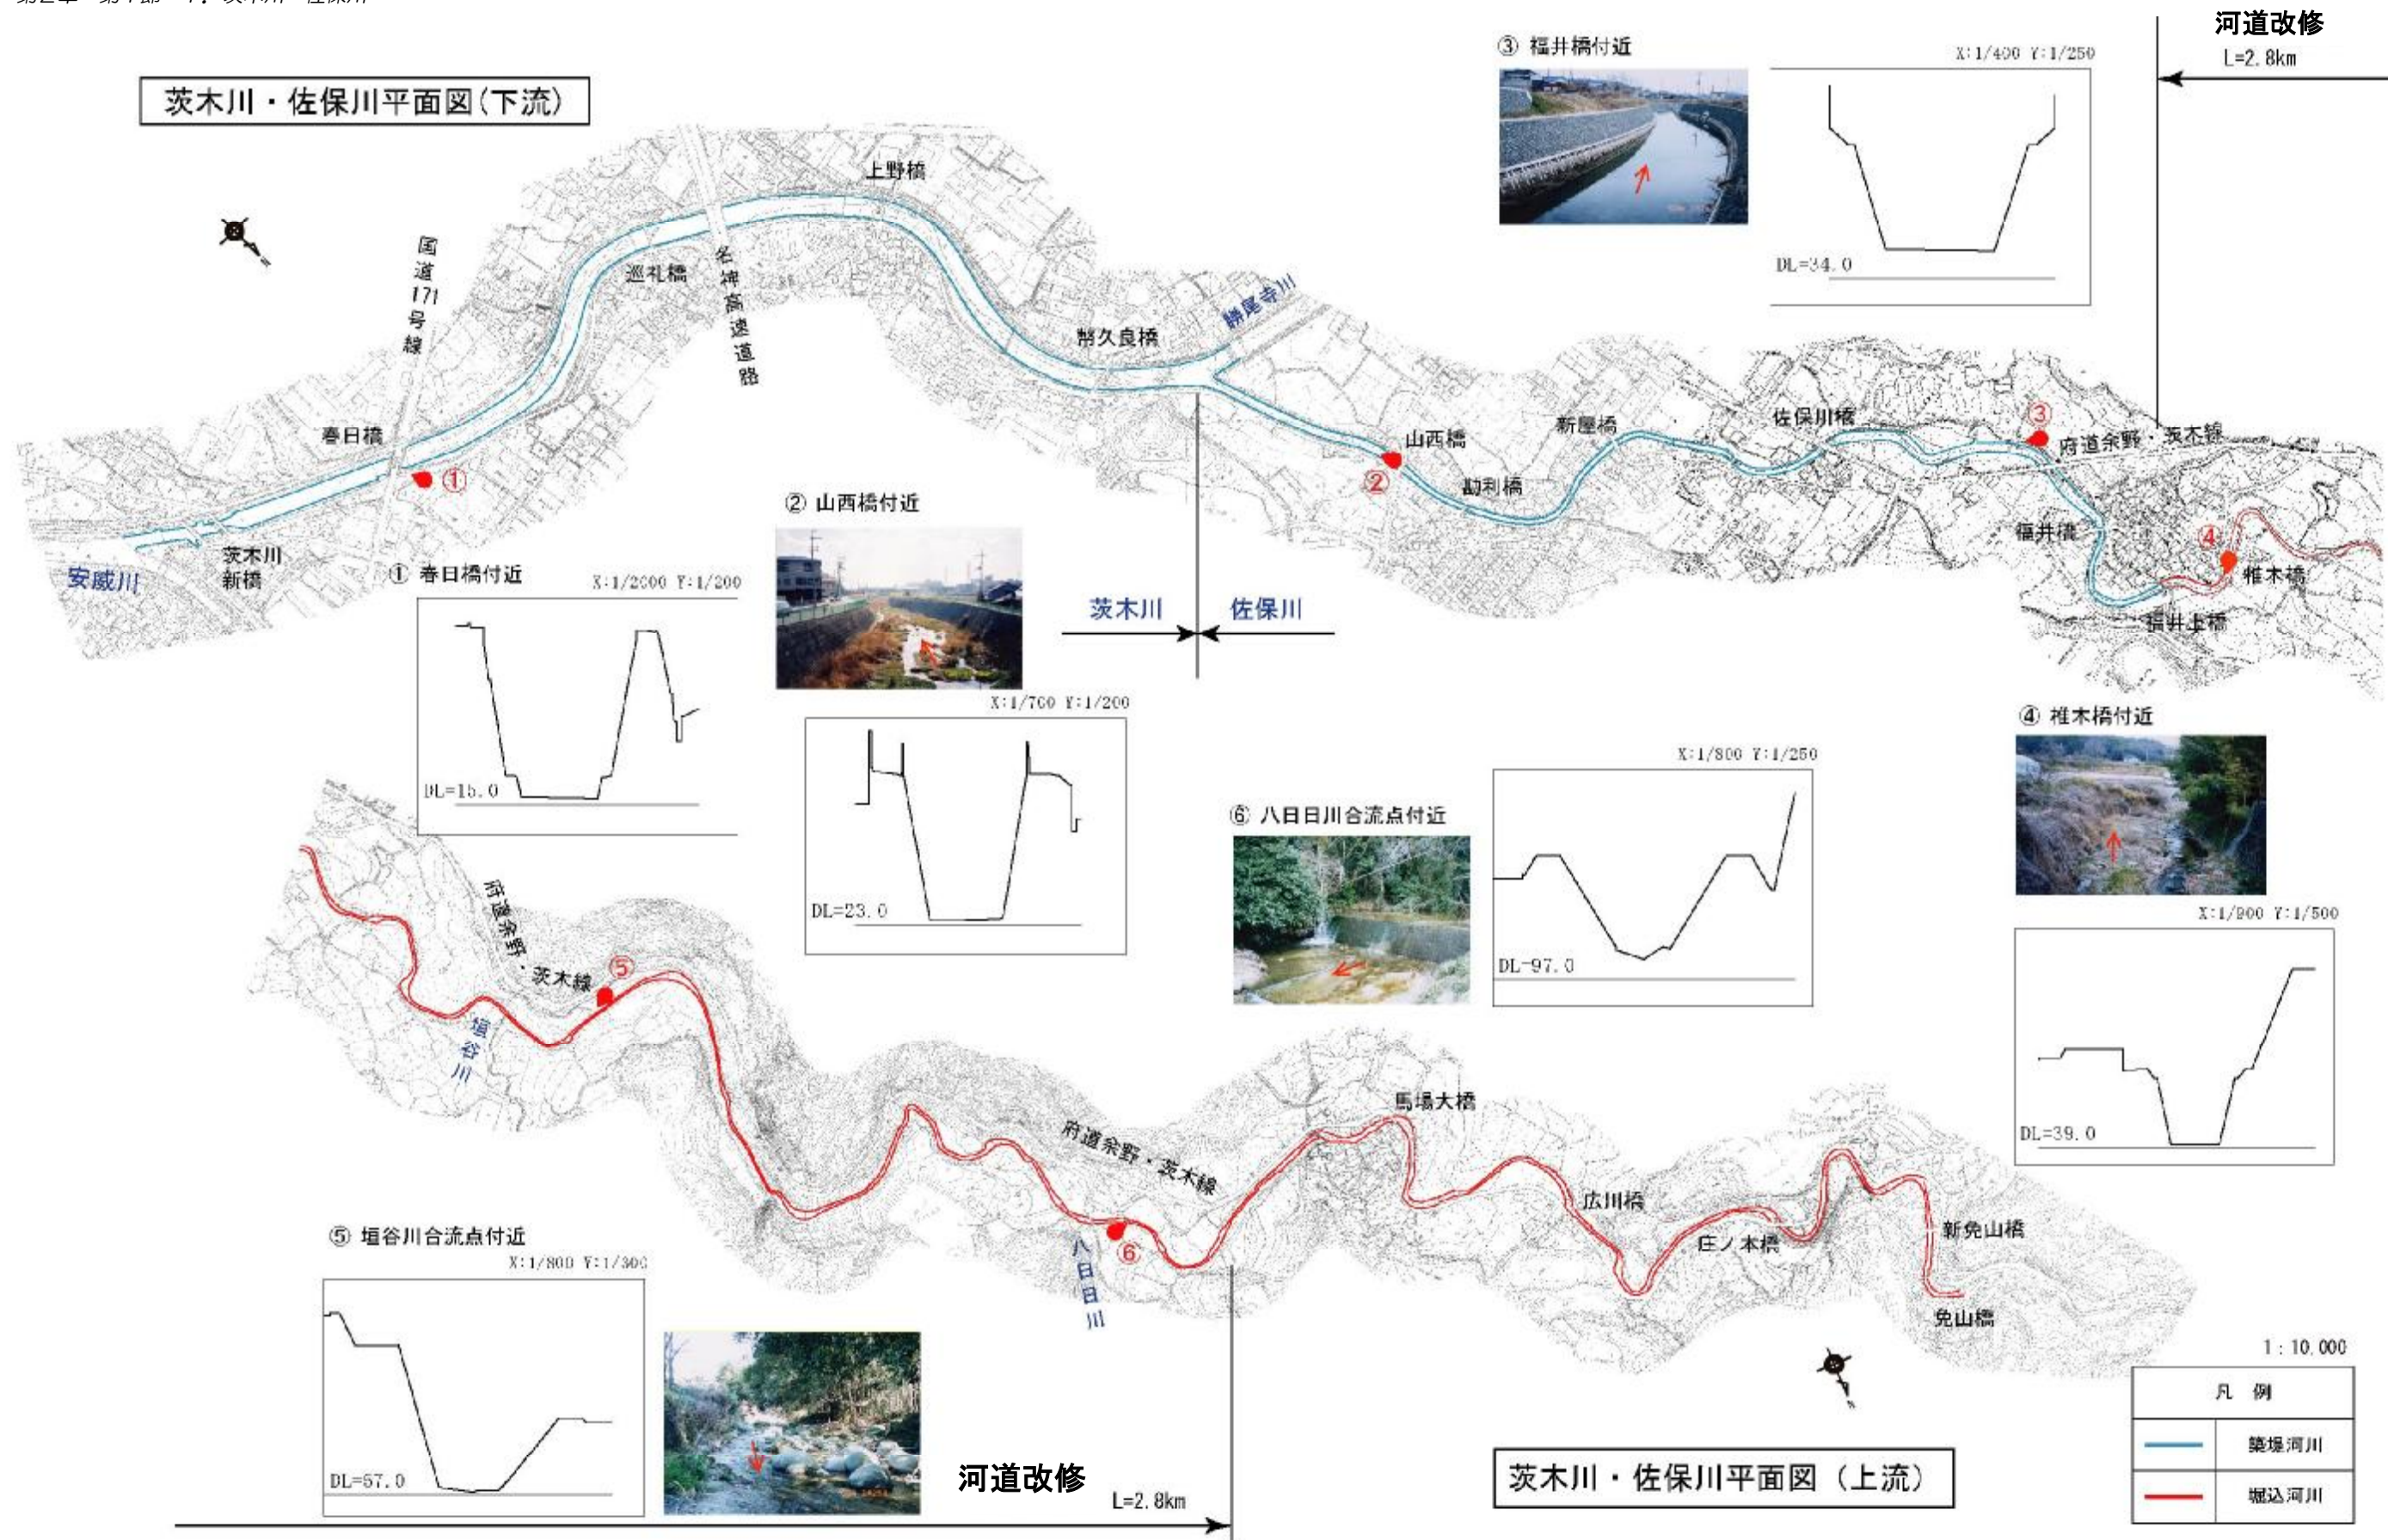 河道改修
L=2.8km
茨木川・佐保川平面図(下流)
③ 福井橋付近
X:1/400 Y:1/250
DL=34.0
上野橋
国道171号線
巡礼橋
名神高速道路
幣久良橋
勝尾寺川
春日橋
①
山西橋
②
勘利橋
新屋橋
佐保川橋
③
府道余野・茨木線
福井橋
④
椎木橋
福井上橋
安威川
茨木川
新橋
① 春日橋付近
X:1/2000 Y:1/200
DL=15.0
② 山西橋付近
X:1/700 Y:1/200
DL=23.0
茨木川
佐保川
④ 椎木橋付近
X:1/900 Y:1/500
DL=39.0
⑥ 八日日川合流点付近
X:1/800 Y:1/250
DL=97.0
府道余野・茨木線
⑤
垣谷川
府道余野・茨木線
⑥
八日日川
馬場大橋
広川橋
庄ノ本橋
新免山橋
免山橋
⑤ 垣谷川合流点付近
X:1/800 Y:1/300
DL=57.0
河道改修
L=2.8km
茨木川・佐保川平面図（上流）
1：10,000
凡 例
築堤河川
堀込河川